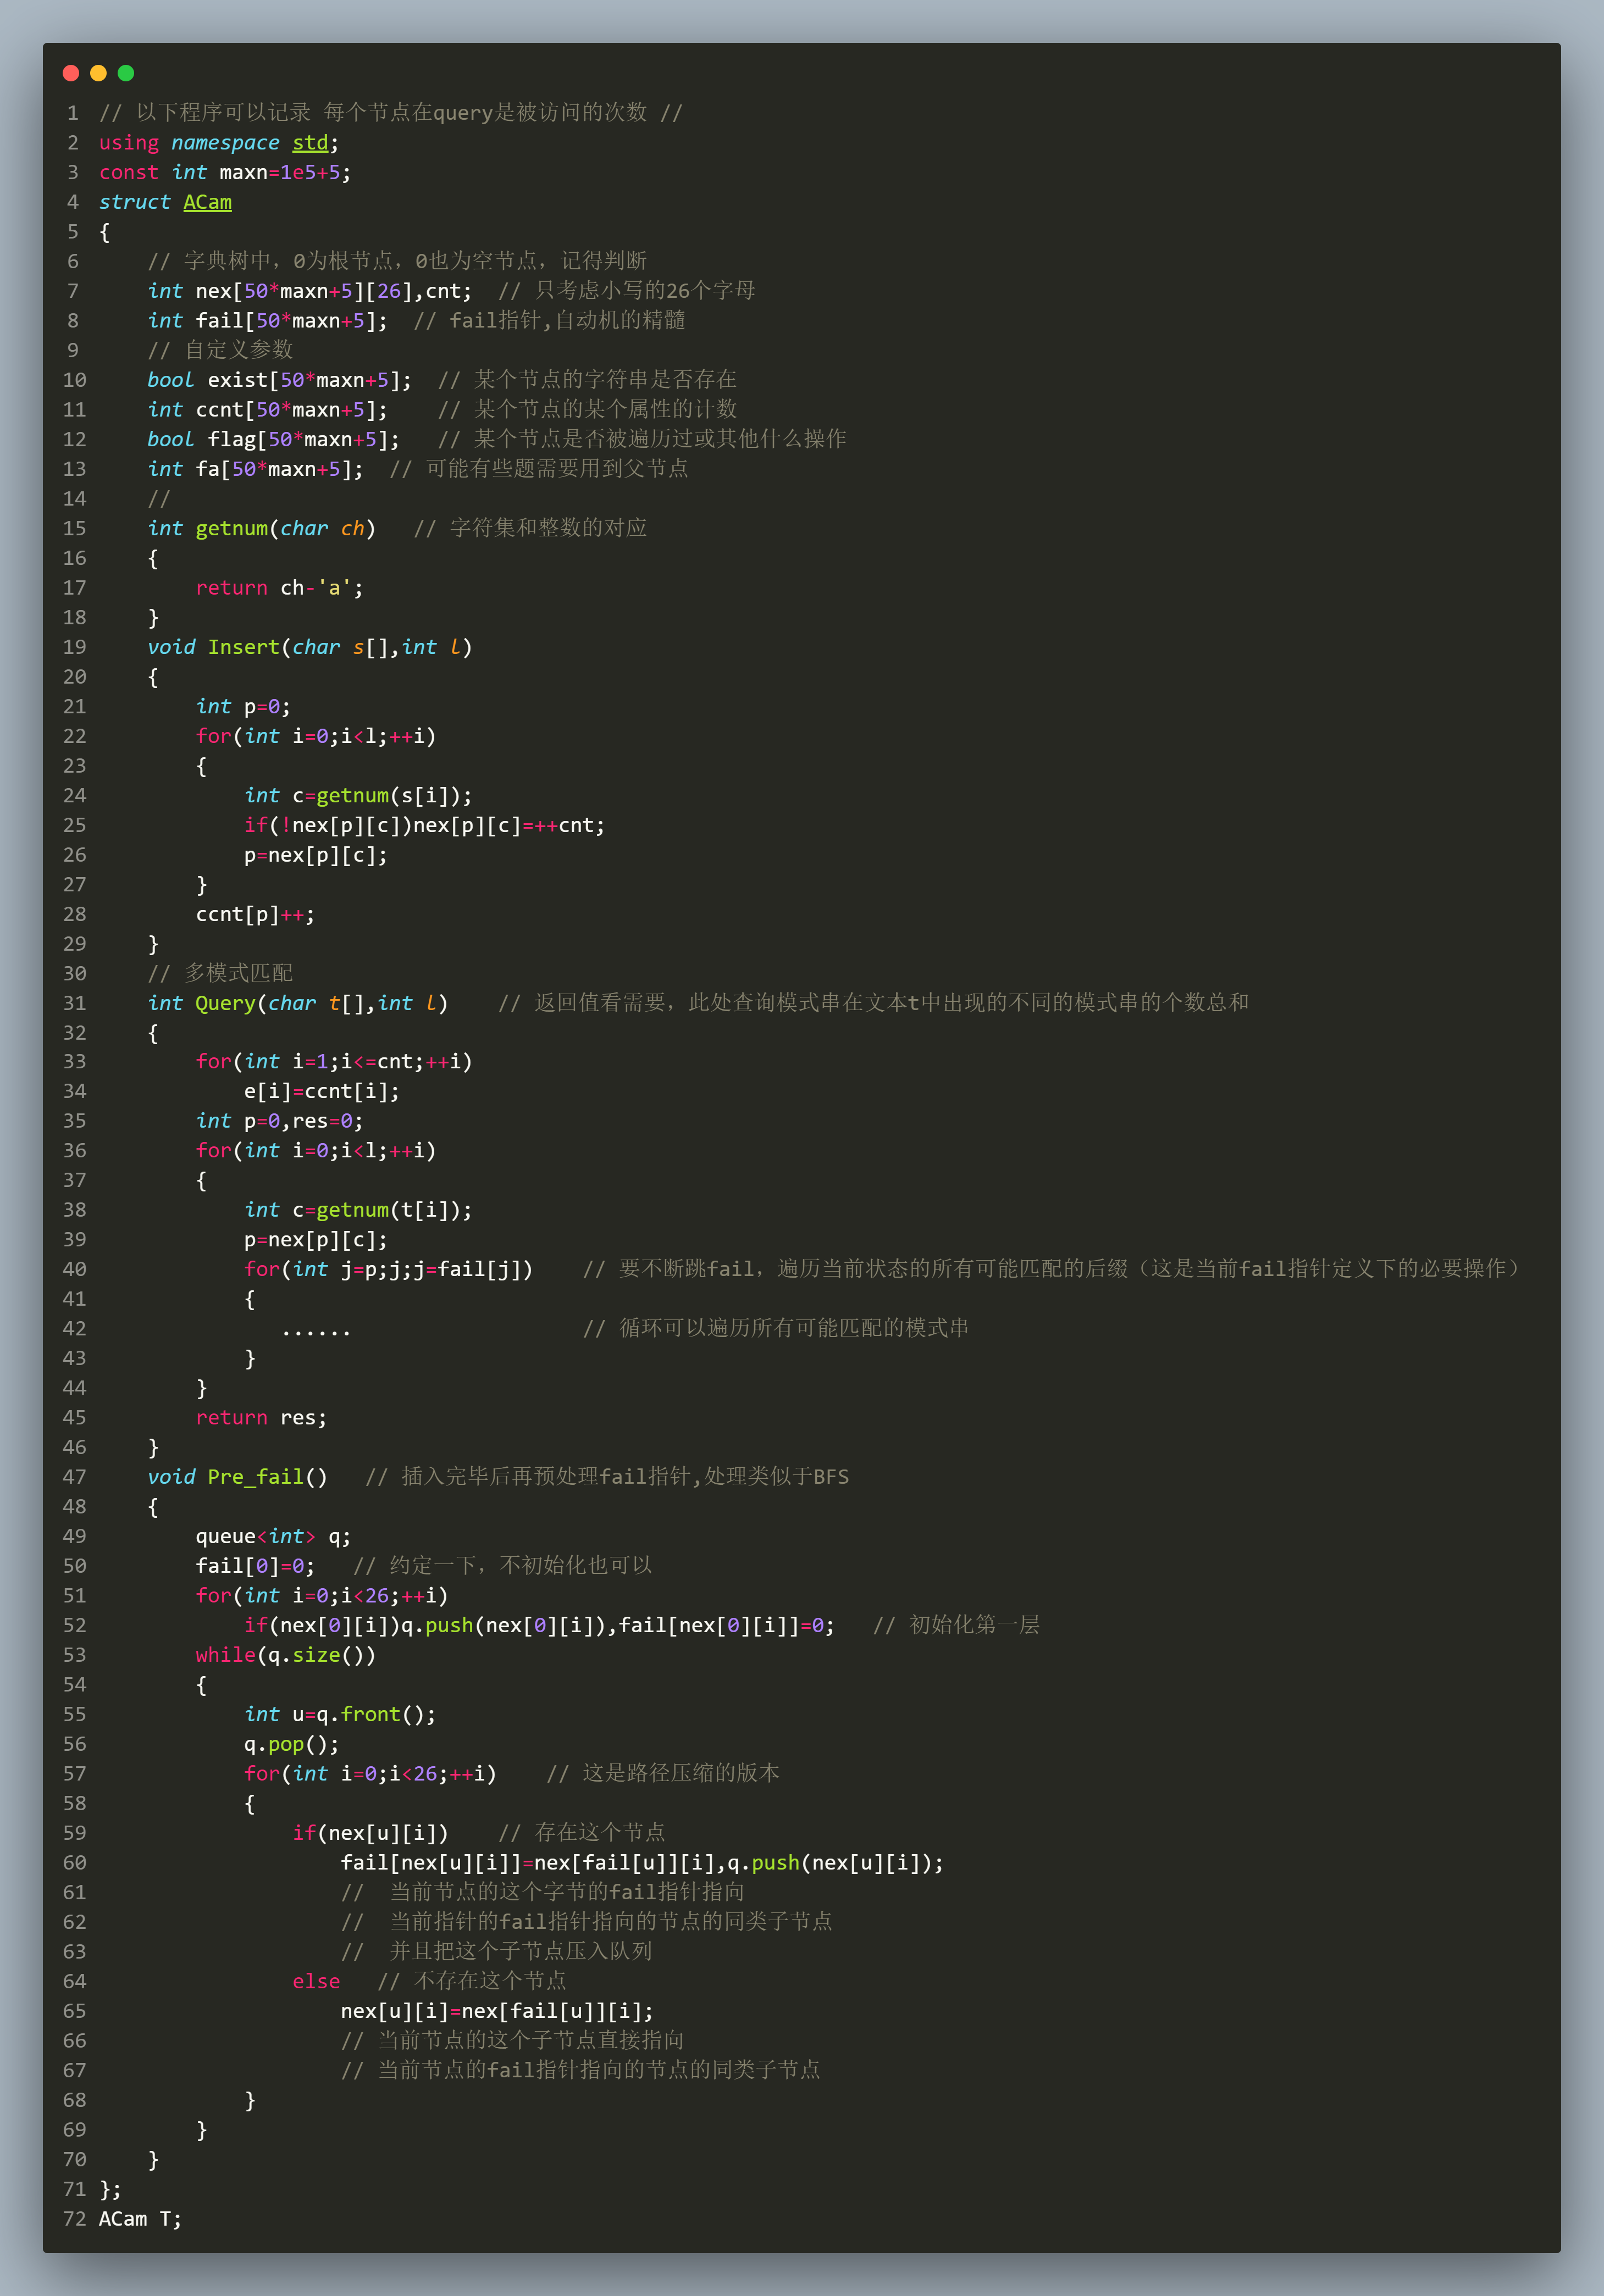 1 // 以下程序可以记录 每个节点在query是被访问的次数 //
2 using namespace std;
3 const int maxn=1e5+5;
4 struct ACam
5 {
6     // 字典树中，0为根节点，0也为空节点，记得判断
7     int nex[50*maxn+5][26],cnt;  // 只考虑小写的26个字母
8     int fail[50*maxn+5];  // fail指针,自动机的精髓
9     // 自定义参数
10     bool exist[50*maxn+5];  // 某个节点的字符串是否存在
11     int ccnt[50*maxn+5];    // 某个节点的某个属性的计数
12     bool flag[50*maxn+5];   // 某个节点是否被遍历过或其他什么操作
13     int fa[50*maxn+5];  // 可能有些题需要用到父节点
14     //
15     int getnum(char ch)   // 字符集和整数的对应
16     {
17         return ch-'a';
18     }
19     void Insert(char s[],int l)
20     {
21         int p=0;
22         for(int i=0;i<l;++i)
23         {
24             int c=getnum(s[i]);
25             if(!nex[p][c])nex[p][c]=++cnt;
26             p=nex[p][c];
27         }
28         ccnt[p]++;
29     }
30     // 多模式匹配
31     int Query(char t[],int l)    // 返回值看需要，此处查询模式串在文本t中出现的不同的模式串的个数总和
32     {
33         for(int i=1;i<=cnt;++i)
34             e[i]=ccnt[i];
35         int p=0,res=0;
36         for(int i=0;i<l;++i)
37         {
38             int c=getnum(t[i]);
39             p=nex[p][c];
40             for(int j=p;j;j=fail[j])    // 要不断跳fail，遍历当前状态的所有可能匹配的后缀（这是当前fail指针定义下的必要操作）
41             {
42                ......                   // 循环可以遍历所有可能匹配的模式串
43             }
44         }
45         return res;
46     }
47     void Pre_fail()   // 插入完毕后再预处理fail指针,处理类似于BFS
48     {
49         queue<int> q;
50         fail[0]=0;   // 约定一下，不初始化也可以
51         for(int i=0;i<26;++i)
52             if(nex[0][i])q.push(nex[0][i]),fail[nex[0][i]]=0;   // 初始化第一层
53         while(q.size())
54         {
55             int u=q.front();
56             q.pop();
57             for(int i=0;i<26;++i)    // 这是路径压缩的版本
58             {
59                 if(nex[u][i])    // 存在这个节点
60                     fail[nex[u][i]]=nex[fail[u]][i],q.push(nex[u][i]);
61                     //  当前节点的这个字节的fail指针指向
62                     //  当前指针的fail指针指向的节点的同类子节点
63                     //  并且把这个子节点压入队列
64                 else   // 不存在这个节点
65                     nex[u][i]=nex[fail[u]][i];
66                     // 当前节点的这个子节点直接指向
67                     // 当前节点的fail指针指向的节点的同类子节点
68             }
69         }
70     }
71 };
72 ACam T;